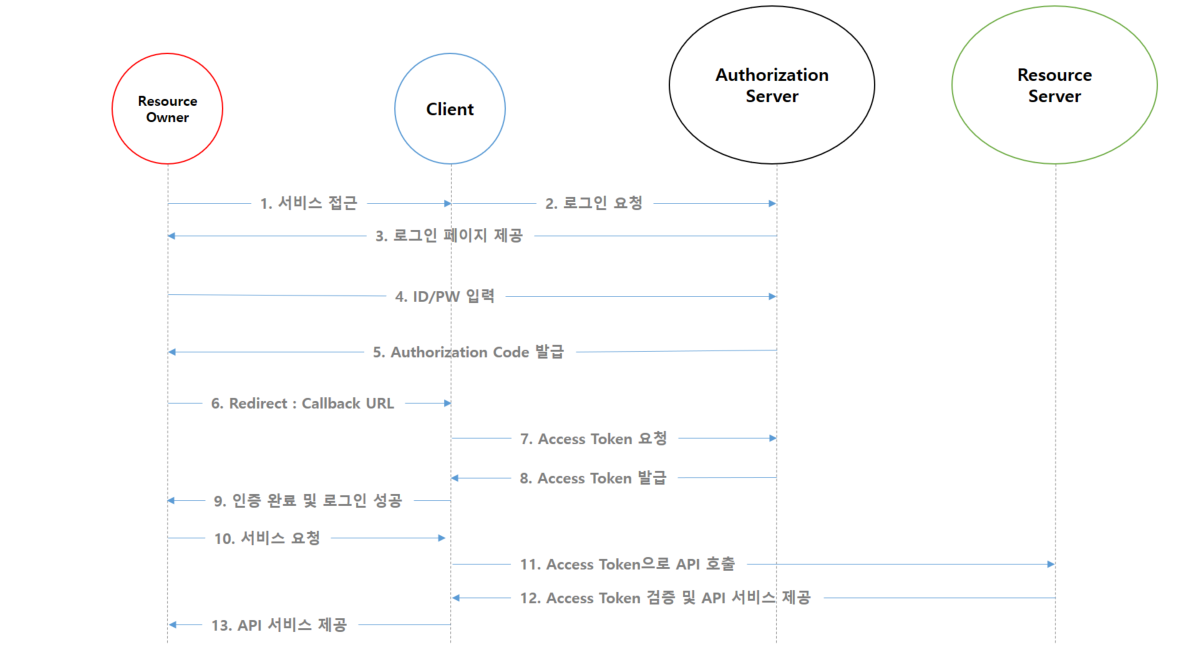 Resource
Owner
Client
Authorization
Server
Resource
Server
1. 서비스 접근
2. 로그인 요청
3. 로그인 페이지 제공
4. ID/PW 입력
5. Authorization Code 발급
6. Redirect : Callback URL
7. Access Token 요청
8. Access Token 발급
9. 인증 완료 및 로그인 성공
10. 서비스 요청
11. Access Token으로 API 호출
12. Access Token 검증 및 API 서비스 제공
13. API 서비스 제공